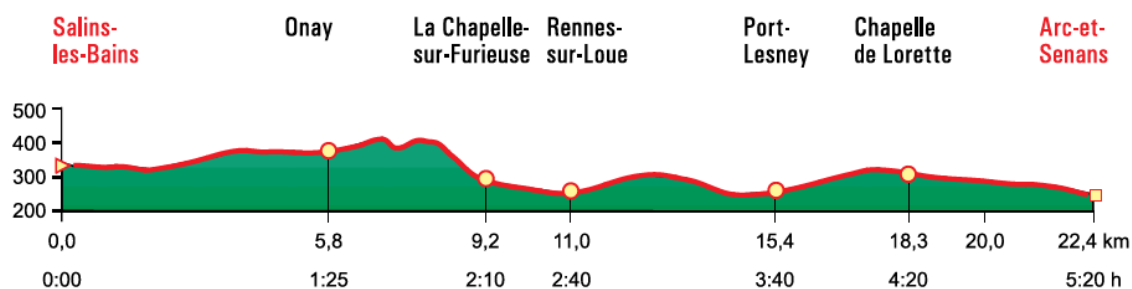 Salins-
les-Bains
Onay
La Chapelle-
sur-Furieuse
Rennes-
sur-Loue
Port-
Lesney
Chapelle
de Lorette
Arc-et-
Senans
500
400
300
200
0,0 5,8 9,2 11,0 15,4 18,3 20,0 22,4 km
0:00 1:25 2:10 2:40 3:40 4:20 5:20 h